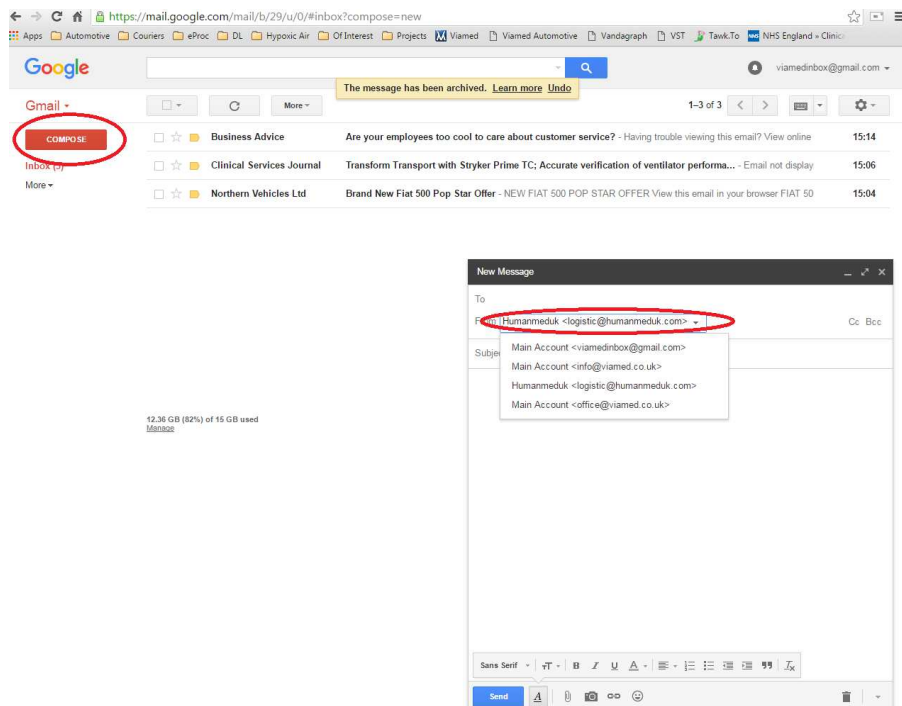 https://mail.google.com/mail/b/29/u/0/#inbox?compose=new
Apps Automotive Couriers eProc DL Hypoxic Air Of Interest Projects Viamed Viamed Automotive Vandagraph VST Tawk.To NHS England » Clinic
Google viamedinbox@gmail.com
The message has been archived. Learn more Undo
Gmail More 1–3 of 3
COMPOSE Business Advice Are your employees too cool to care about customer service? - Having trouble viewing this email? View online 15:14
Inbox (3) Clinical Services Journal Transform Transport with Stryker Prime TC; Accurate verification of ventilator performa... - Email not display 15:06
More Northern Vehicles Ltd Brand New Fiat 500 Pop Star Offer - NEW FIAT 500 POP STAR OFFER View this email in your browser FIAT 50 15:04
New Message
To
From Humanmeduk <logistic@humanmeduk.com> Cc Bcc
Main Account <viamedinbox@gmail.com>
Subje
Main Account <info@viamed.co.uk>
Humanmeduk <logistic@humanmeduk.com>
Main Account <office@viamed.co.uk>
12.36 GB (82%) of 15 GB used
Manage
Sans Serif TT B I U A Tx
Send A